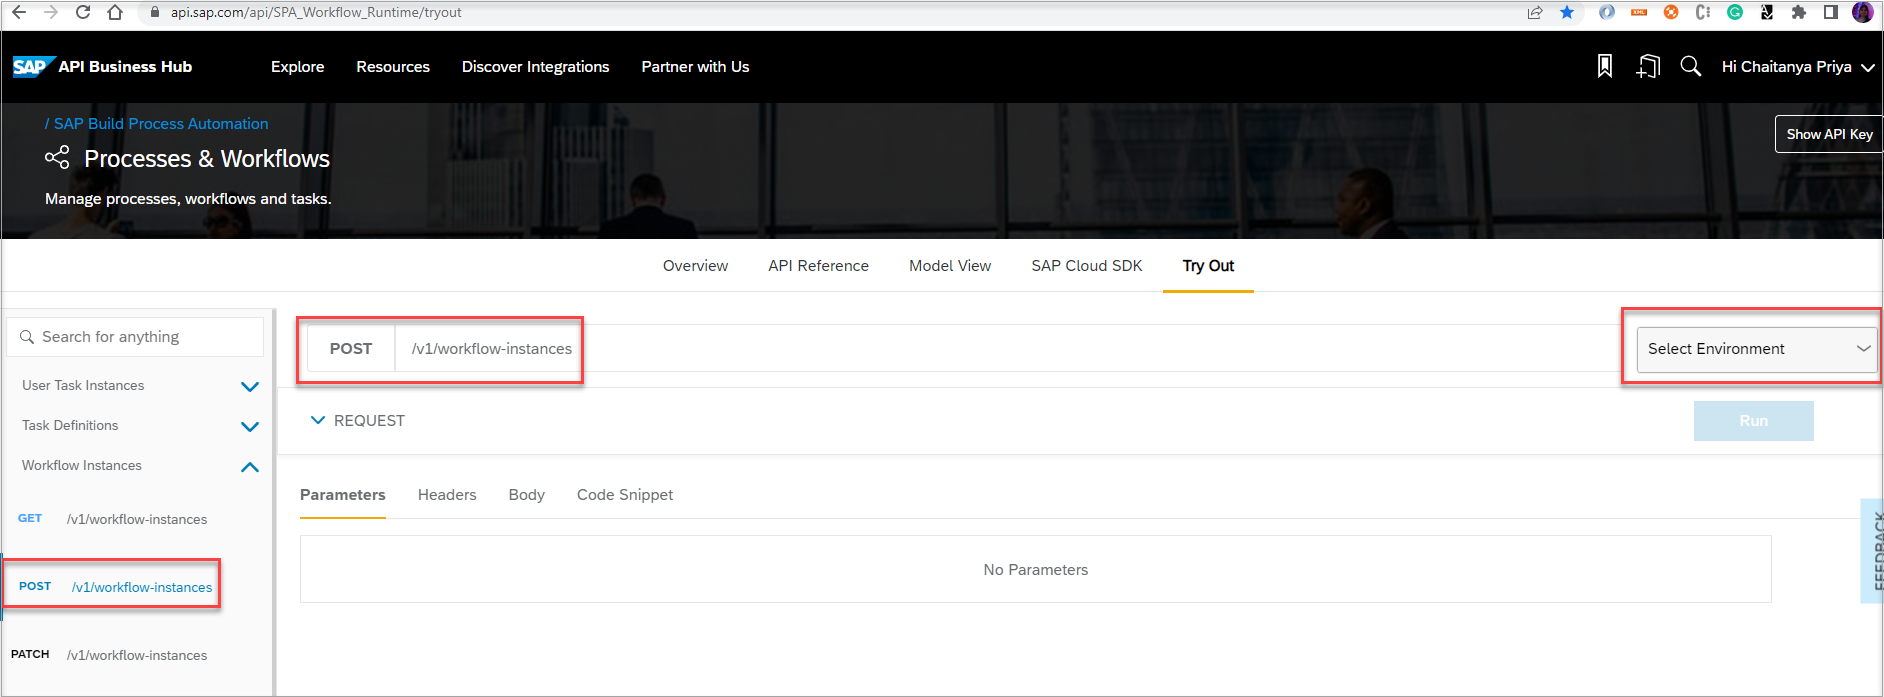 api.sap.com/api/SPA_Workflow_Runtime/tryout
SAP API Business Hub Explore Resources Discover Integrations Partner with Us Hi Chaitanya Priya
/ SAP Build Process Automation
Show API Key
Processes & Workflows
Manage processes, workflows and tasks.
Overview API Reference Model View SAP Cloud SDK Try Out
Search for anything
POST /v1/workflow-instances Select Environment
User Task Instances
Task Definitions
REQUEST Run
Workflow Instances
Parameters Headers Body Code Snippet
GET /v1/workflow-instances
No Parameters
FEEDBACK
POST /v1/workflow-instances
PATCH /v1/workflow-instances